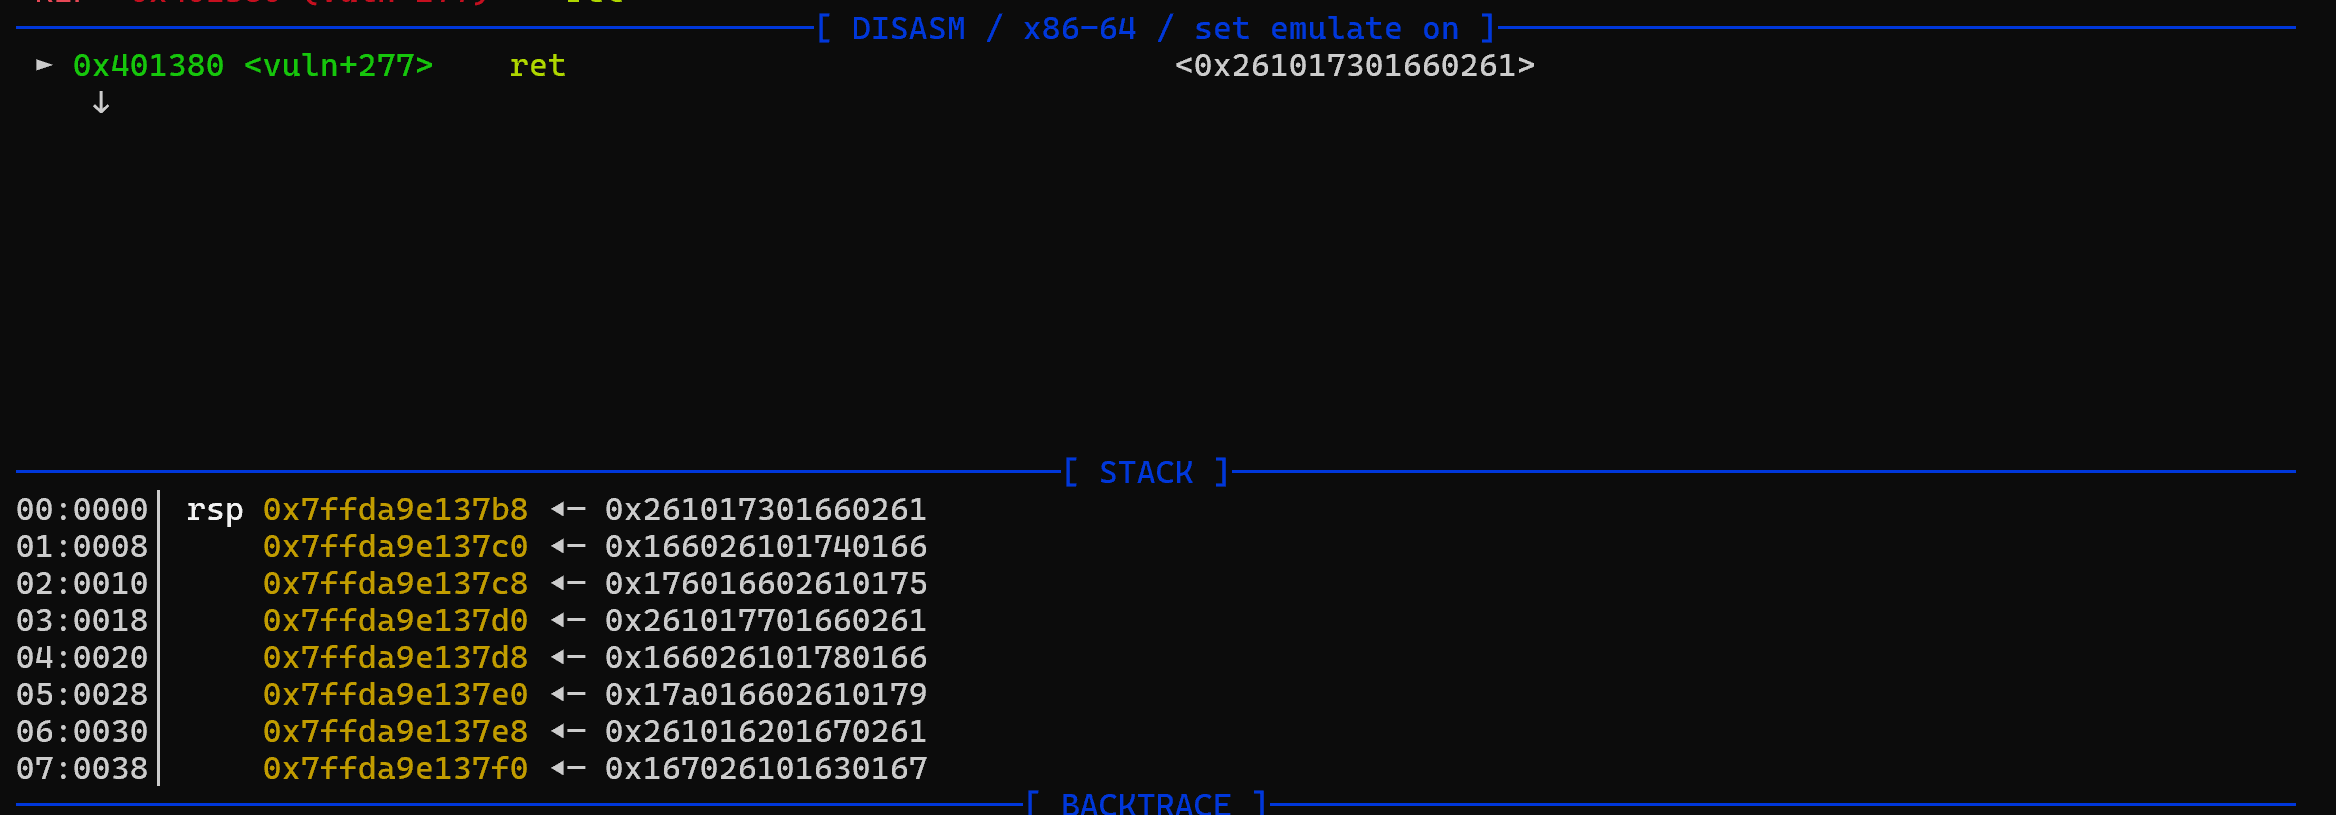 [ DISASM / x86-64 / set emulate on ]
► 0x401380 <vuln+277>    ret    <0x261017301660261>
↓
[ STACK ]
00:0000│ rsp 0x7ffda9e137b8 ◄— 0x261017301660261
01:0008│     0x7ffda9e137c0 ◄— 0x166026101740166
02:0010│     0x7ffda9e137c8 ◄— 0x176016602610175
03:0018│     0x7ffda9e137d0 ◄— 0x261017701660261
04:0020│     0x7ffda9e137d8 ◄— 0x166026101780166
05:0028│     0x7ffda9e137e0 ◄— 0x17a016602610179
06:0030│     0x7ffda9e137e8 ◄— 0x261016201670261
07:0038│     0x7ffda9e137f0 ◄— 0x167026101630167
[ BACKTRACE ]